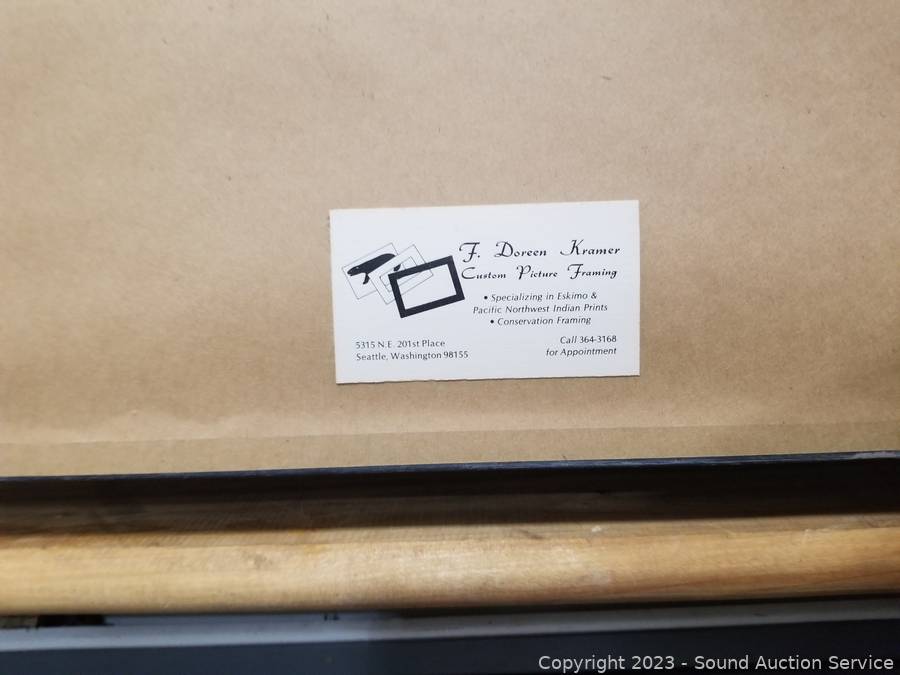 F. Doreen Kramer
Custom Picture Framing
• Specializing in Eskimo &
Pacific Northwest Indian Prints
• Conservation Framing
5315 N.E. 201st Place
Seattle, Washington 98155
Call 364-3168
for Appointment
Copyright 2023 - Sound Auction Service